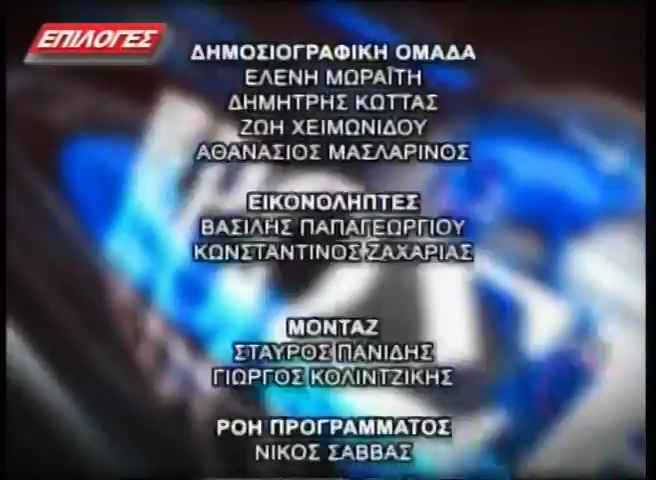 ΕΠΙΛΟΓΕΣ
ΔΗΜΟΣΙΟΓΡΑΦΙΚΗ ΟΜΑΔΑ
ΕΛΕΝΗ ΜΩΡΑΪΤΗ
ΔΗΜΗΤΡΗΣ ΚΩΤΤΑΣ
ΖΩΗ ΧΕΙΜΩΝΙΔΟΥ
ΑΘΑΝΑΣΙΟΣ ΜΑΣΛΑΡΙΝΟΣ
ΕΙΚΟΝΟΛΗΠΤΕΣ
ΒΑΣΙΛΗΣ ΠΑΠΑΓΕΩΡΓΙΟΥ
ΚΩΝΣΤΑΝΤΙΝΟΣ ΖΑΧΑΡΙΑΣ
ΜΟΝΤΑΖ
ΣΤΑΥΡΟΣ ΠΑΝΙΔΗΣ
ΓΙΩΡΓΟΣ ΚΟΛΙΝΤΖΙΚΗΣ
ΡΟΗ ΠΡΟΓΡΑΜΜΑΤΟΣ
ΝΙΚΟΣ ΣΑΒΒΑΣ